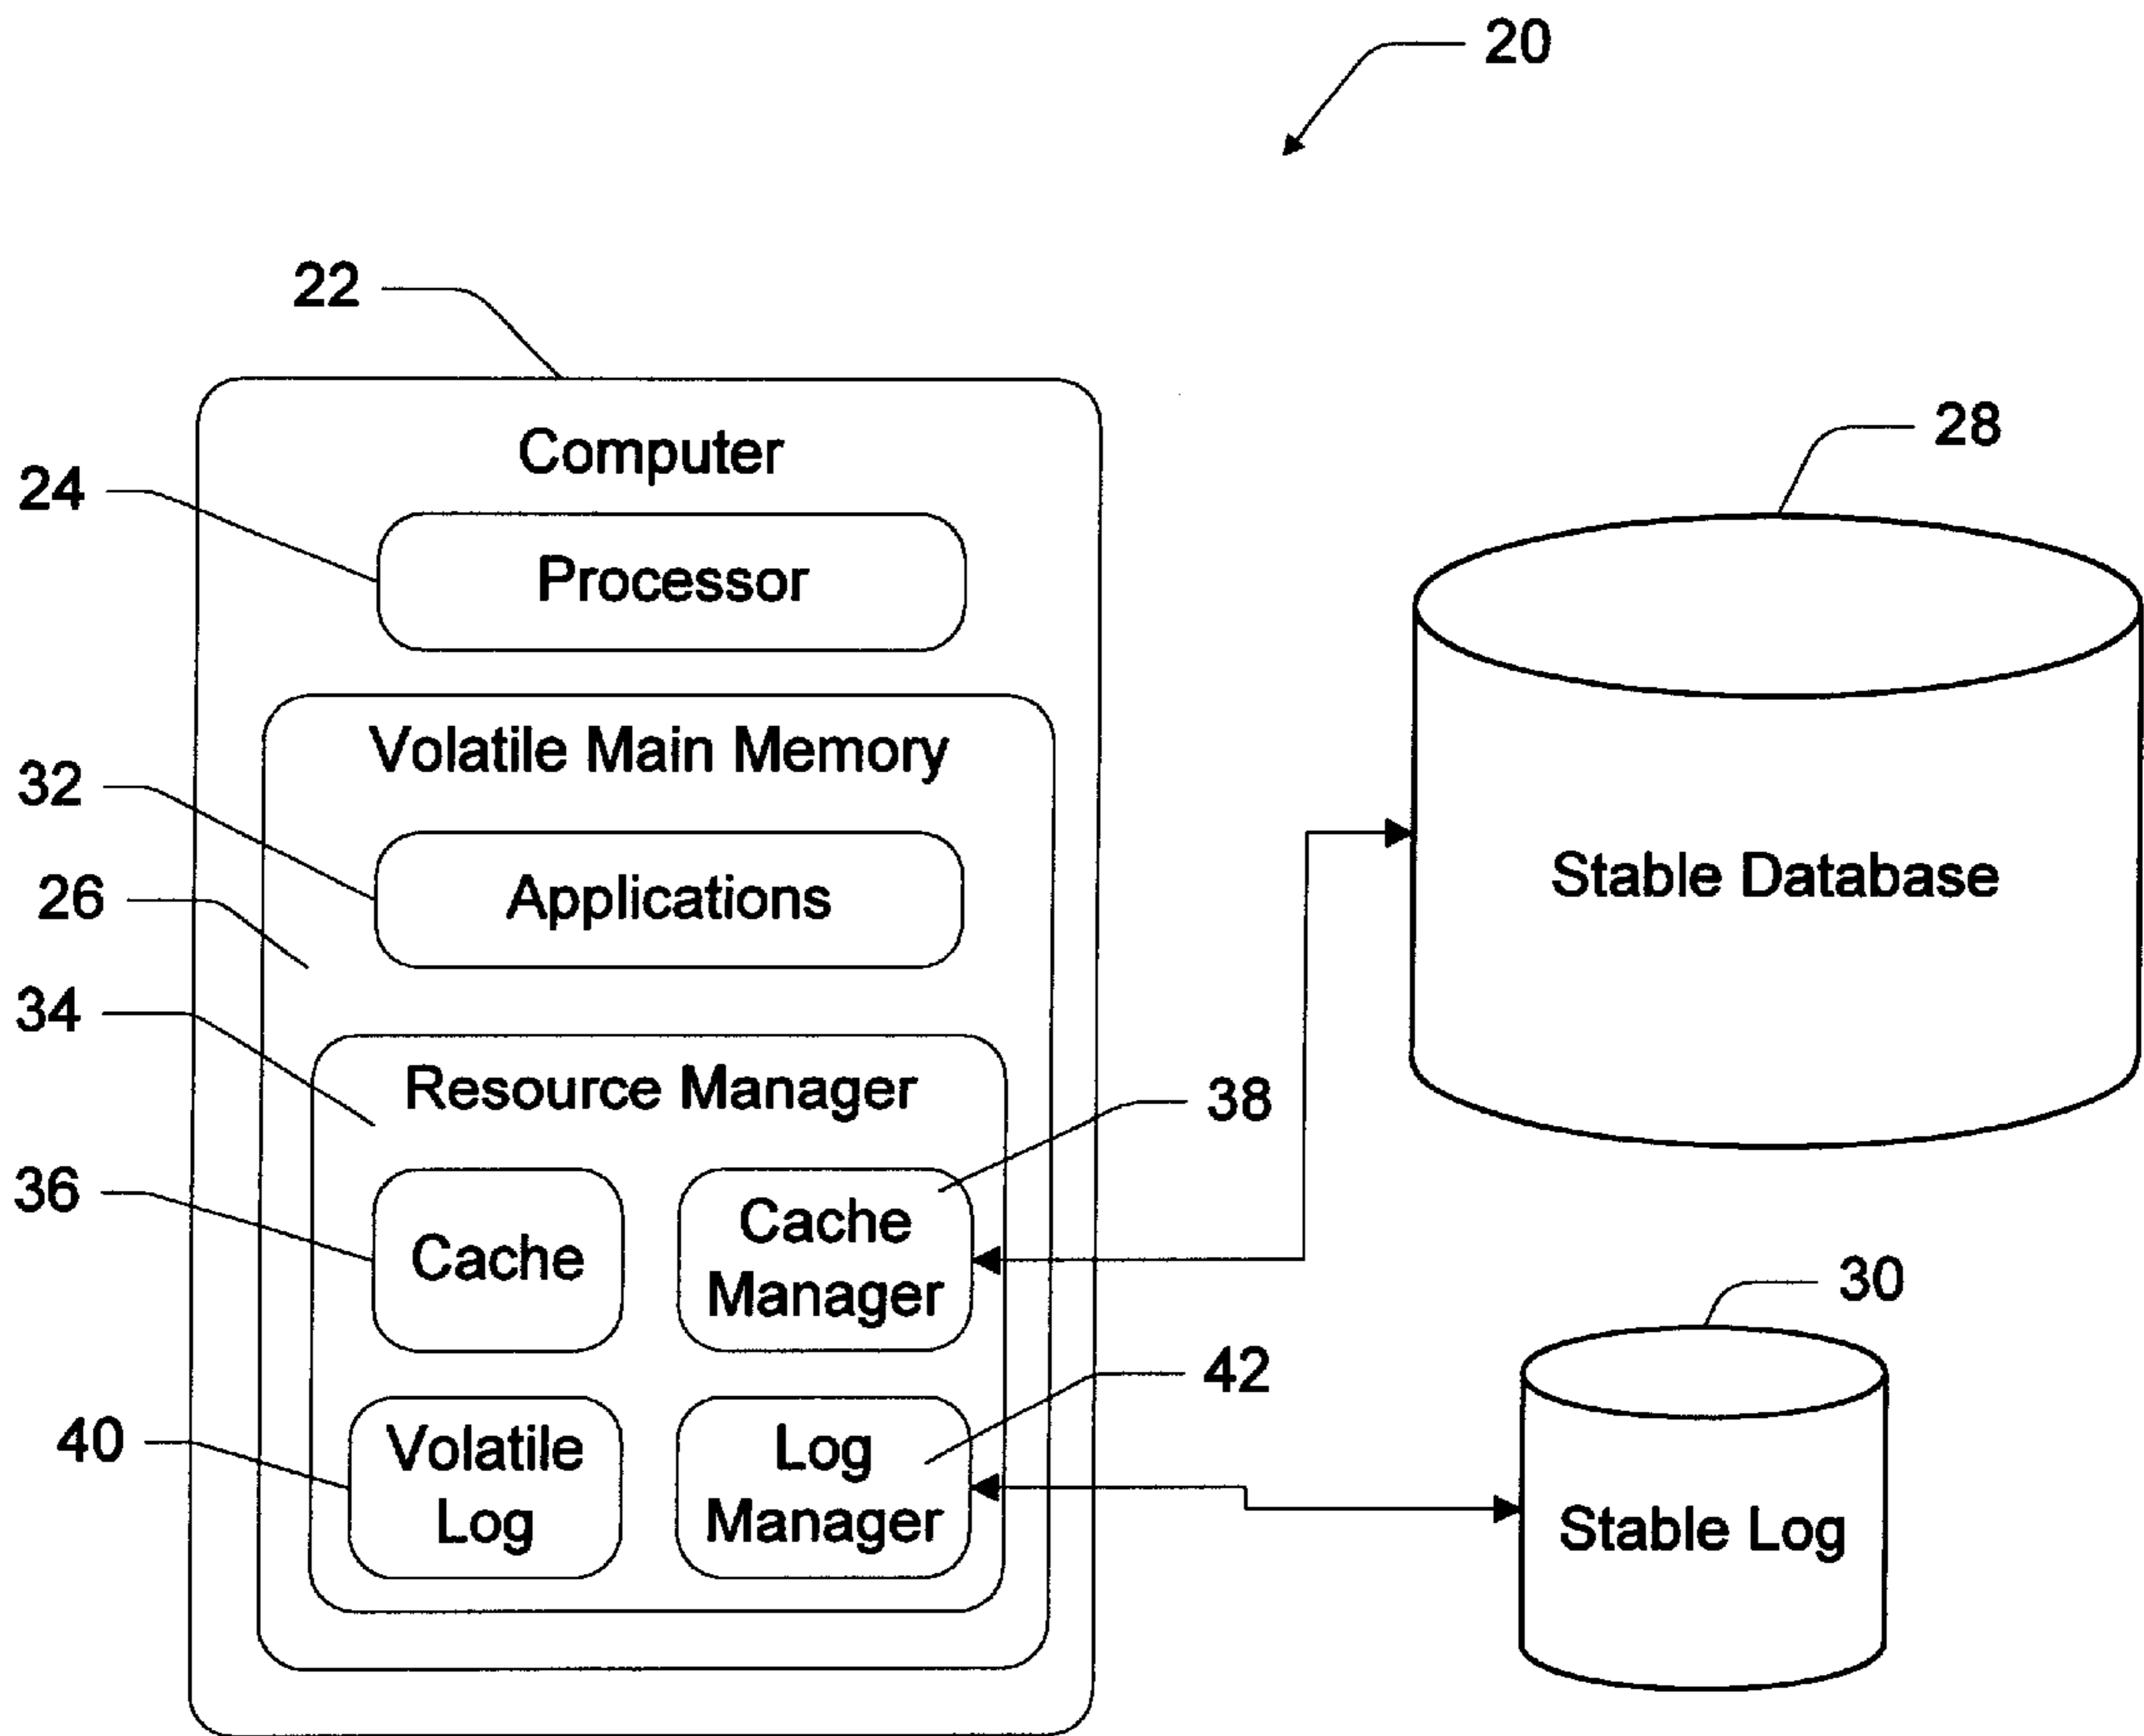 20
22
Computer
28
24
Processor
Volatile Main Memory
32
Applications
26
Stable Database
34
Resource Manager
38
36
Cache
Cache
Manager
30
42
40
Volatile
Log
Log
Manager
Stable Log